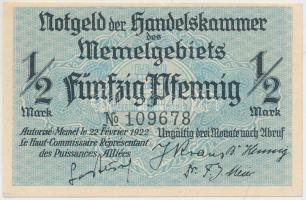 Notgeld der Handelskammer
des
Memelgebiets
1/2 Fünfzig Pfennig 1/2
Mark № 109678 Mark
Autorisé-Memel le 22 Février 1922
Ungültig drei Monate nach Abruf
Le Haut-Commissaire Représentant
des Puissances Alliées
J. Kraus